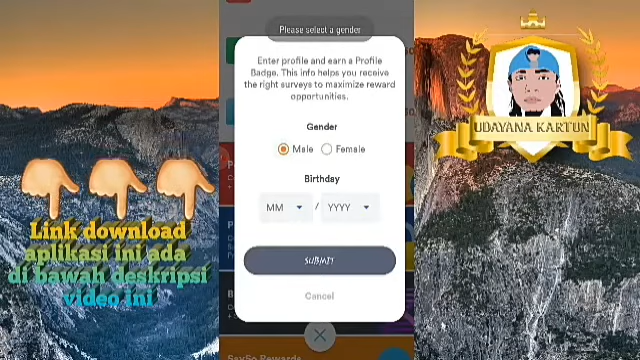 Please select a gender
Enter profile and earn a Profile
Badge. This info helps you receive
the right surveys to maximize reward
opportunities.
Gender
Male
Female
Birthday
MM
/
YYYY
SUBMIT
Cancel
SaySo Rewards
Link download
aplikasi ini ada
di bawah deskripsi
video ini
UDAYANA KARTUN